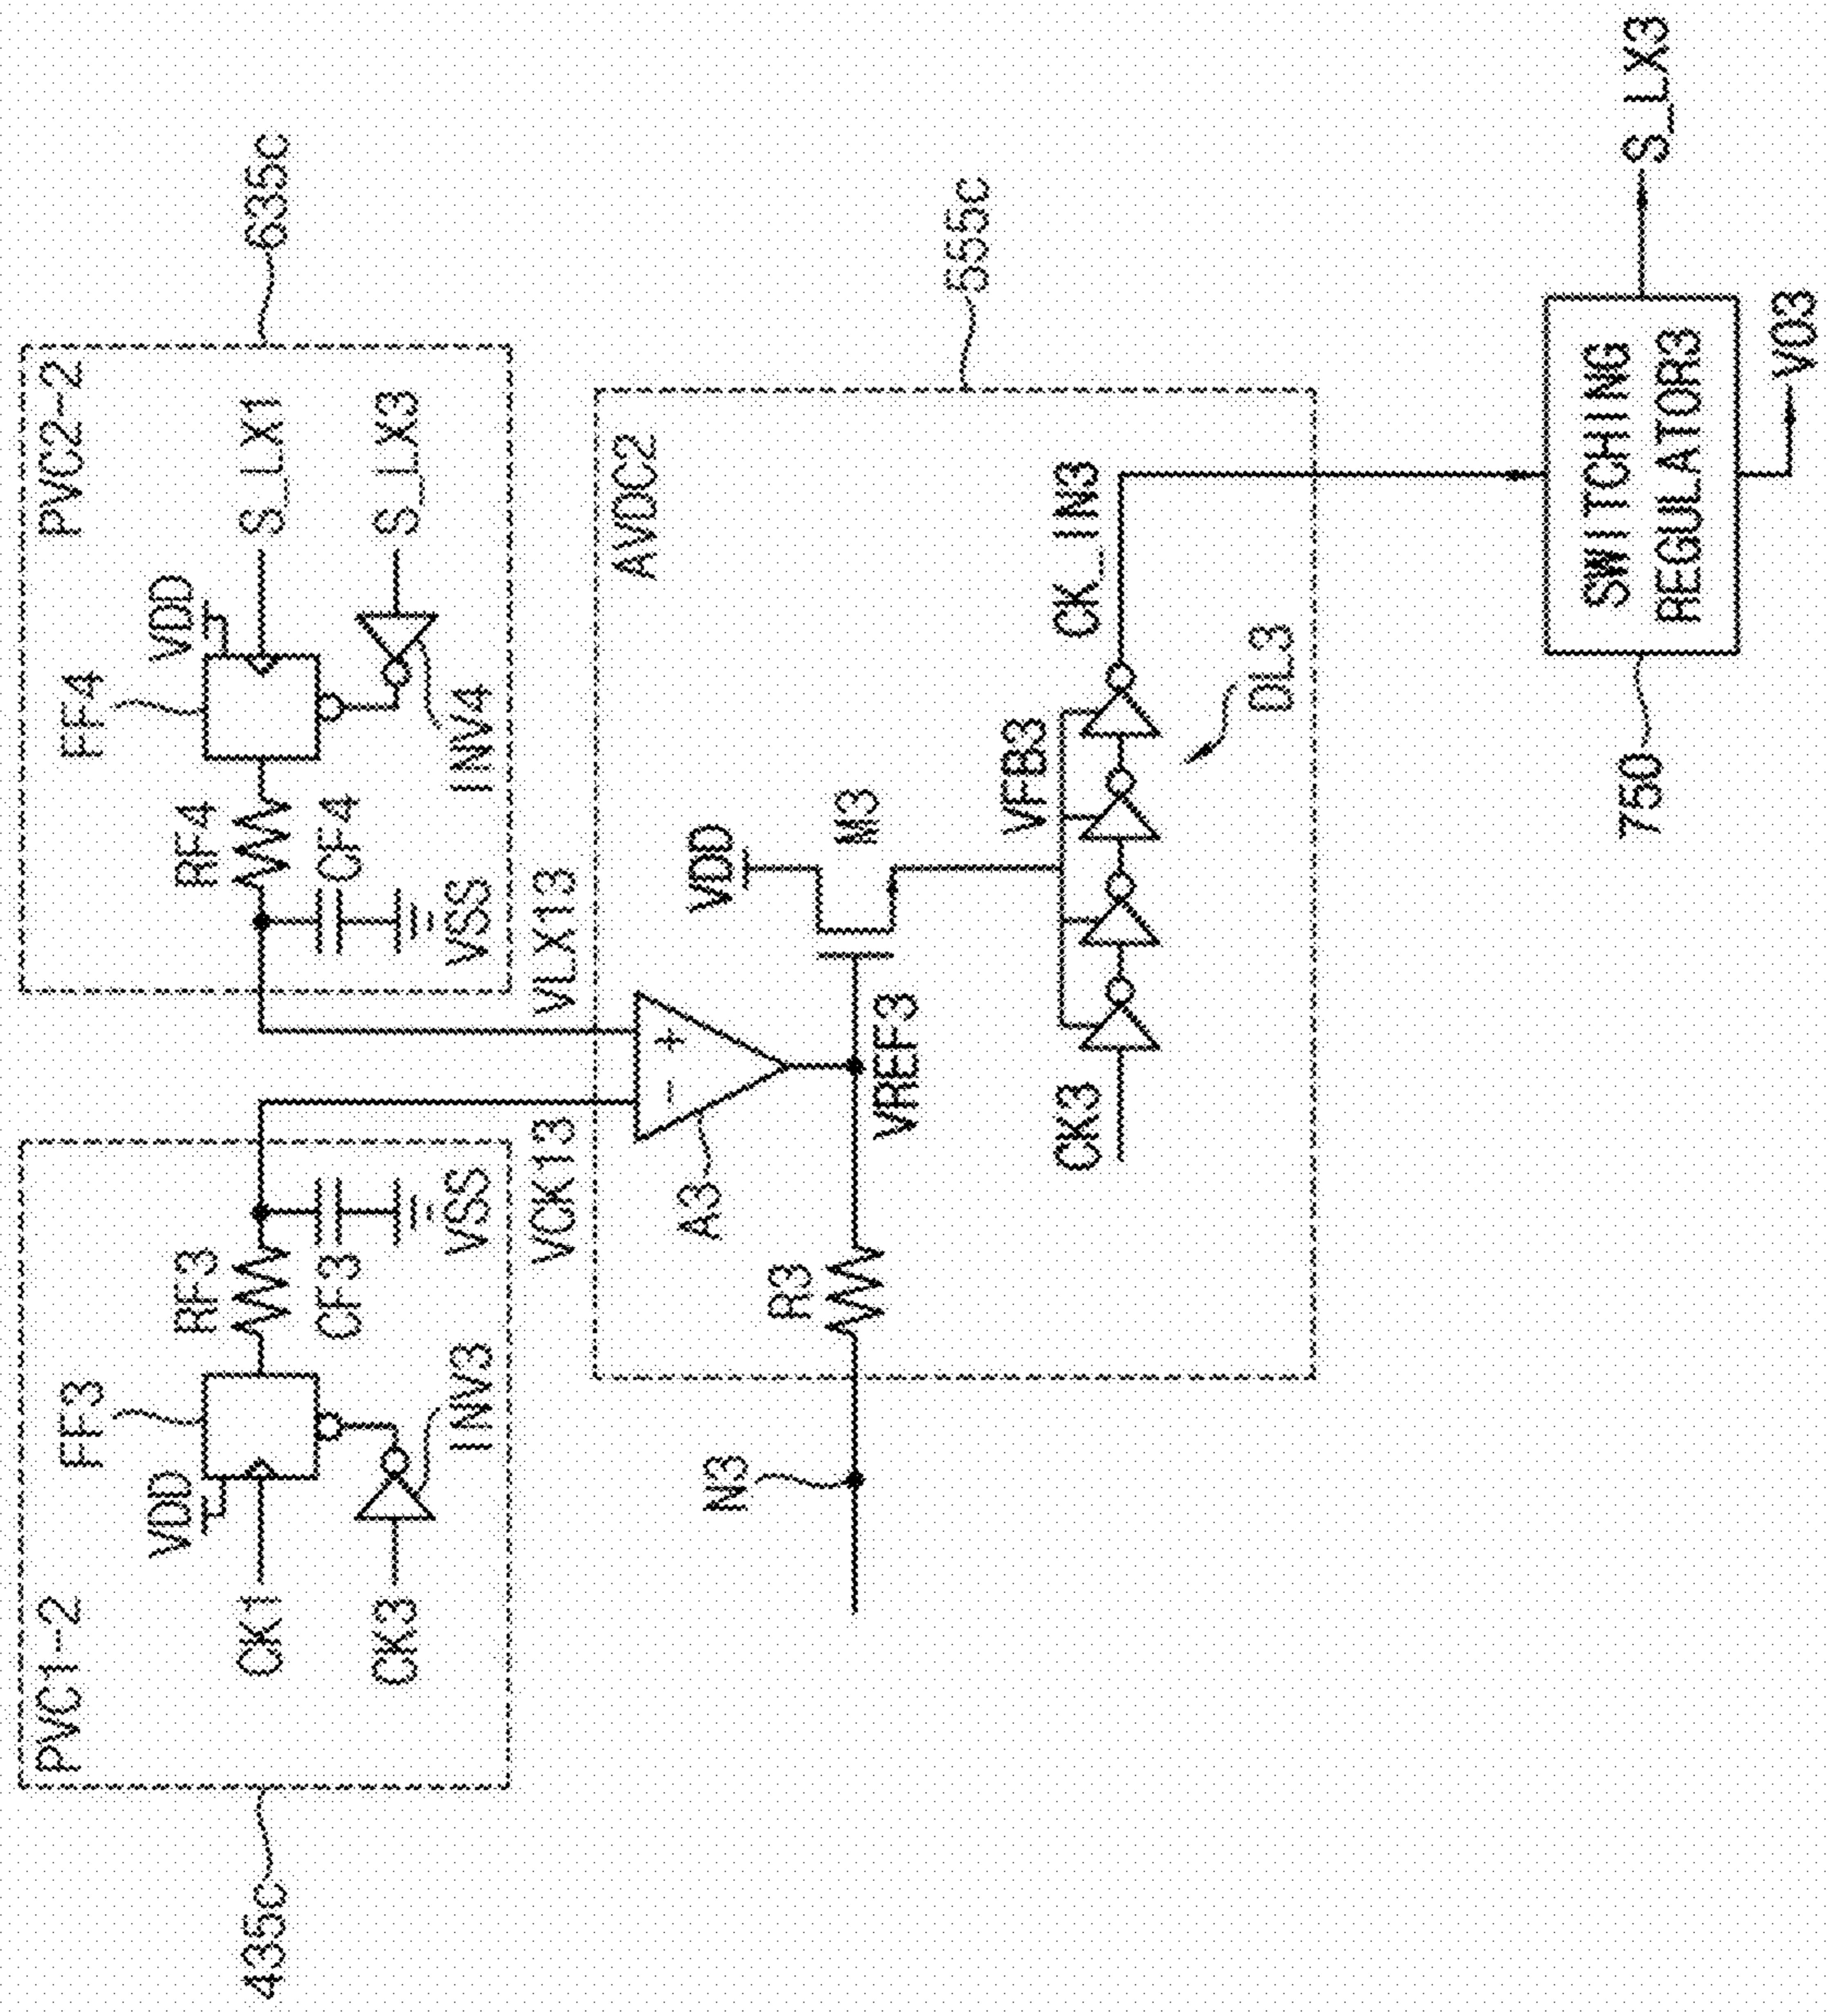 PVC1-2
FF3
VDD
RF3
CK1
CF3
CK3
INV3
VSS
435c
PVC2-2
FF4
VDD
RF4
S_LX1
CF4
S_LX3
INV4
VSS
635c
VCK13
VLX13
AVDC2
A3
- +
VDD
N3
R3
M3
VREF3
555c
VFB3
CK3
CK_IN3
DL3
750
SWITCHING
REGULATOR3
S_LX3
VO3